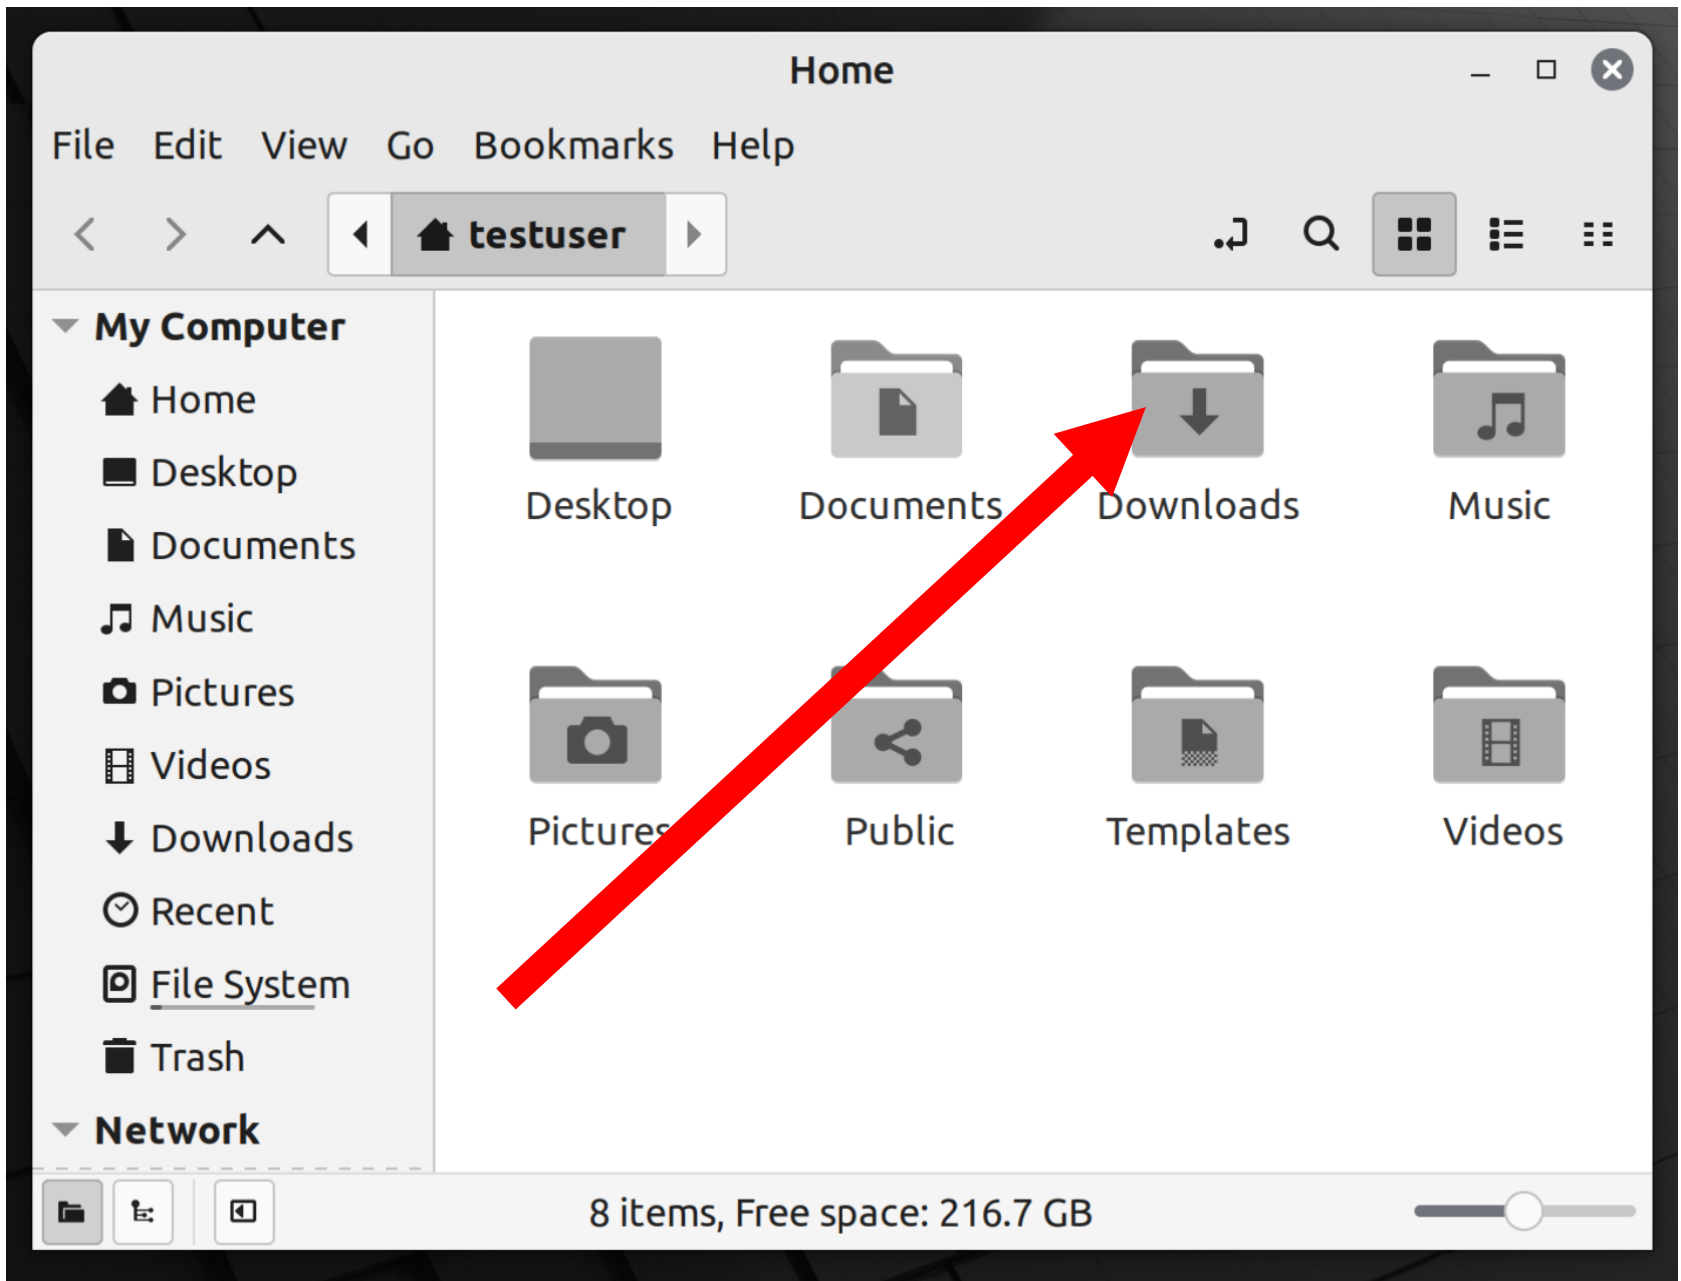 Home
File Edit View Go Bookmarks Help
testuser
My Computer
Home
Desktop
Documents
Music
Pictures
Videos
Downloads
Recent
File System
Trash
Network
Desktop Documents Downloads Music
Pictures Public Templates Videos
8 items, Free space: 216.7 GB